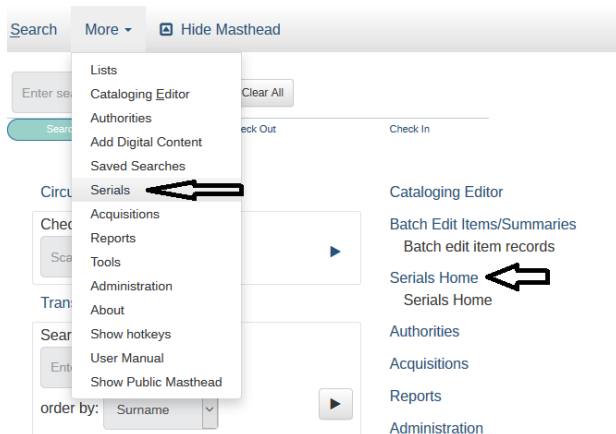 Search More Hide Masthead
Lists
Cataloging Editor
Authorities
Add Digital Content
Saved Searches
Serials
Acquisitions
Reports
Tools
Administration
About
Show hotkeys
User Manual
Show Public Masthead
Clear All
Check In
order by: Surname
Cataloging Editor
Batch Edit Items/Summaries
Batch edit item records
Serials Home
Serials Home
Authorities
Acquisitions
Reports
Administration